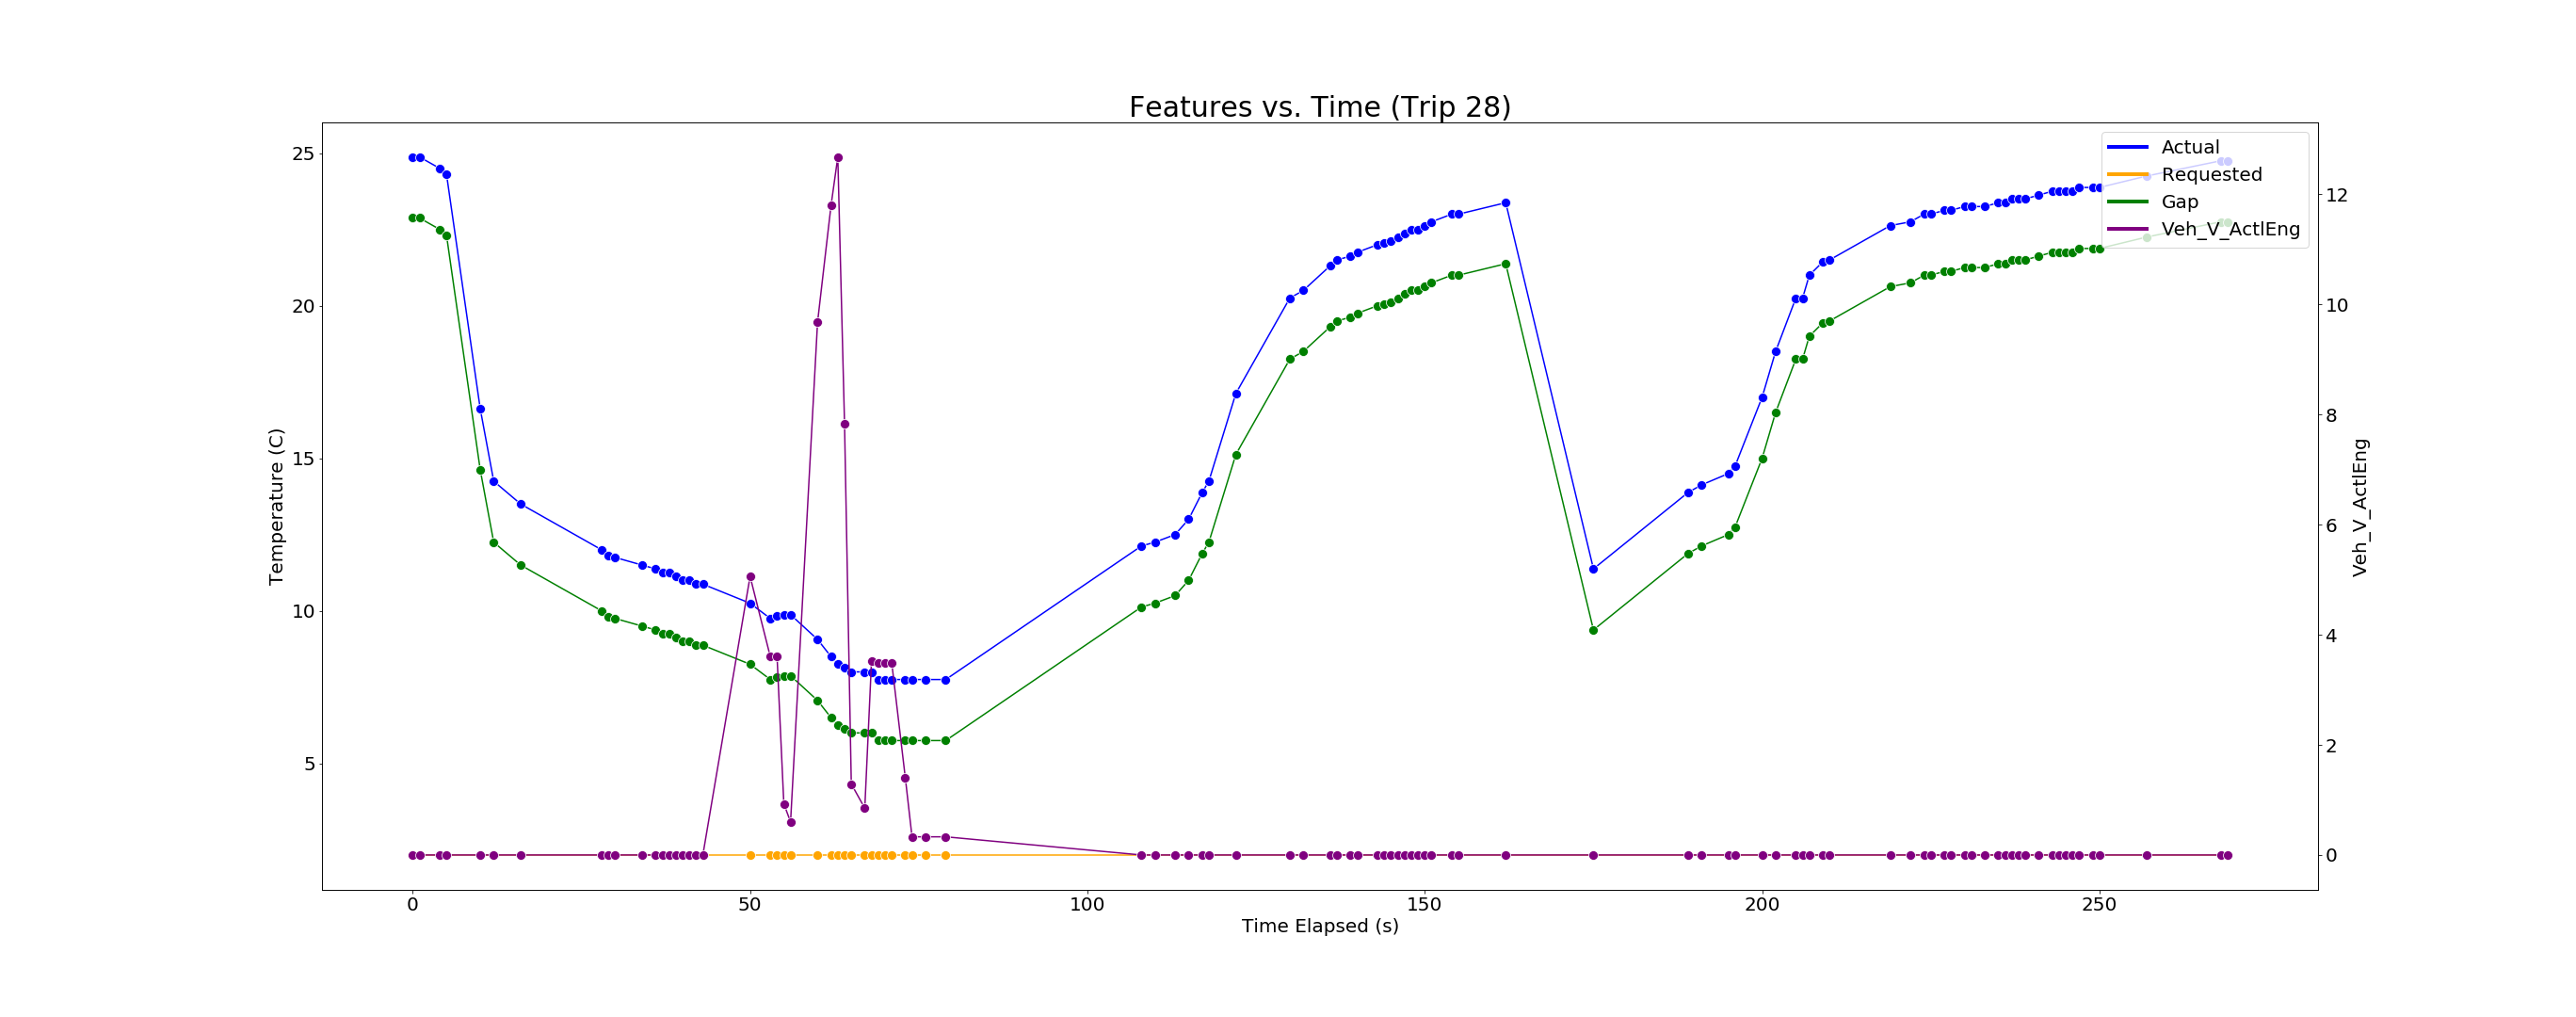 Features vs. Time (Trip 28)
Actual
Requested
Gap
Veh_V_ActlEng
25
20
15
10
5
Temperature (C)
12
10
8
6
4
2
0
Veh_V_ActlEng
0 50 100 150 200 250
Time Elapsed (s)